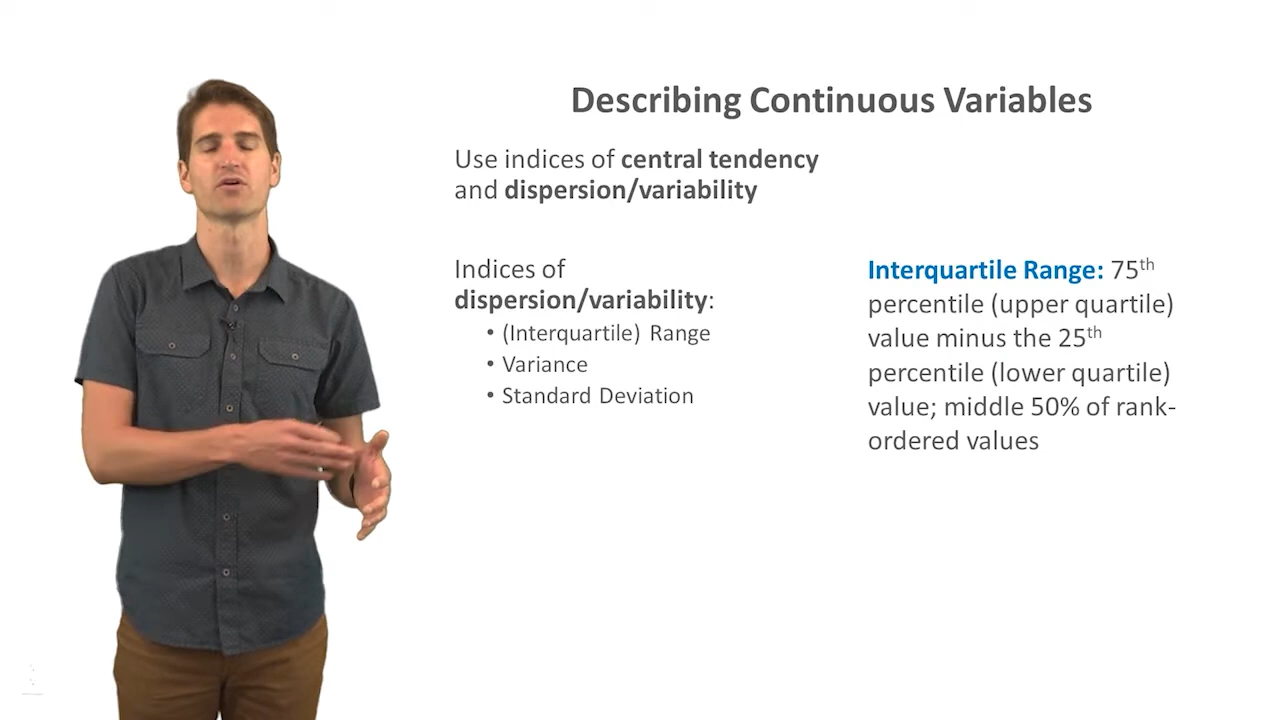 Describing Continuous Variables
Use indices of central tendency
and dispersion/variability
Indices of
dispersion/variability:
• (Interquartile) Range
• Variance
• Standard Deviation
Interquartile Range: 75th
percentile (upper quartile)
value minus the 25th
percentile (lower quartile)
value; middle 50% of rank-
ordered values